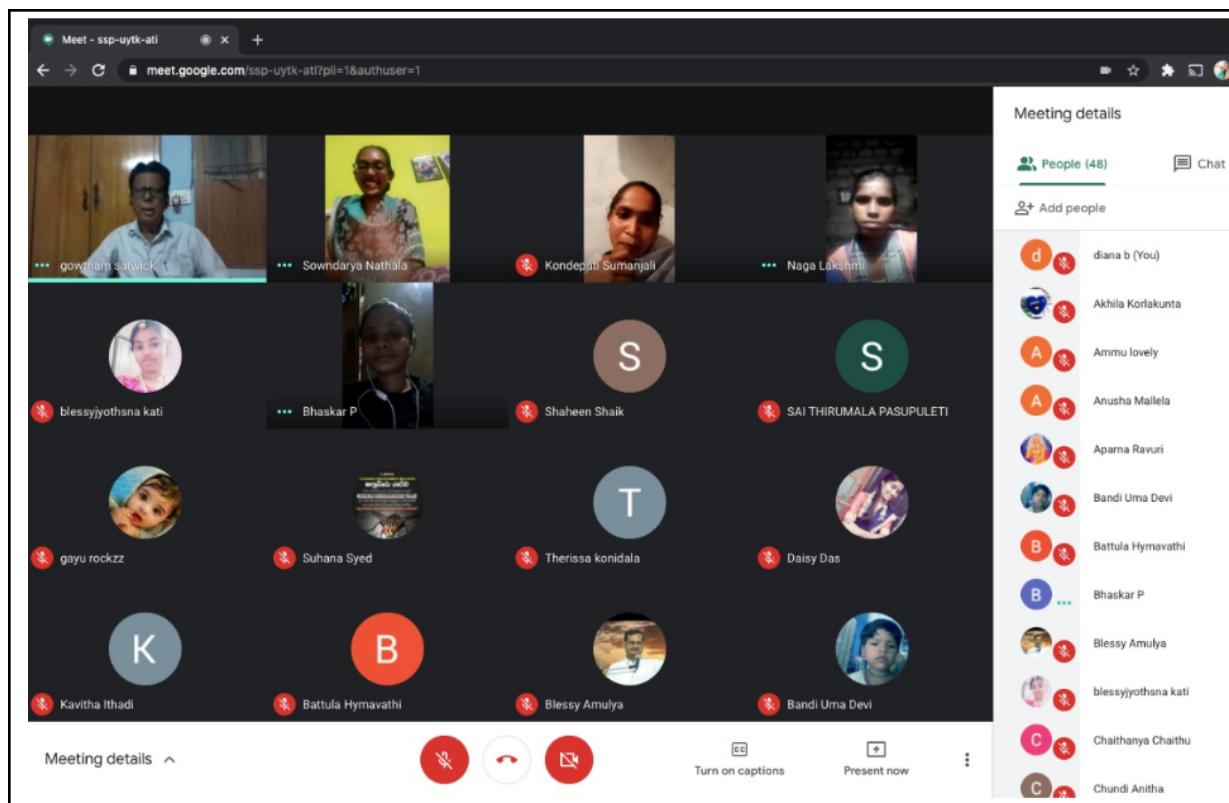 Meet - ssp-uytk-ati
meet.google.com/ssp-uytk-ati?pli=1&authuser=1
gowtham satwick
Sowndarya Nathala
Kondeputi Sumanjali
Naga Lakshmi
blessyjyothsna kati
Bhaskar P
S
Shaheen Shaik
S
SAI THIRUMALA PASUPULETI
gayu rockzz
Suhana Syed
T
Therissa konidala
Daisy Das
K
Kavitha Ithadi
B
Battula Hymavathi
Blessy Amulya
Bandi Uma Devi
Meeting details
CC
Turn on captions
Present now
Meeting details
People (48)
Chat
Add people
d
diana b (You)
Akhila Korlakunta
A
Ammu lovely
A
Anusha Mallela
Aparna Ravuri
Bandi Uma Devi
B
Battula Hymavathi
B
Bhaskar P
Blessy Amulya
blessyjyothsna kati
C
Chaithanya Chaithu
C
Chundi Anitha